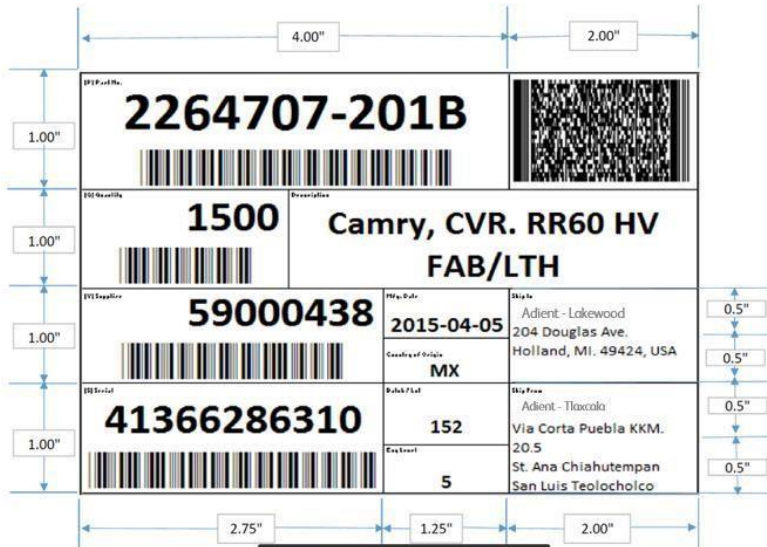 4.00"
2.00"
1.00"
[P] Part No.
2264707-201B
1.00"
[Q] Quantity
1500
Description
Camry, CVR. RR60 HV
FAB/LTH
1.00"
[V] Supplier
59000438
Mfg. Date
2015-04-05
Country of Origin
MX
Ship to
Adient - Lakewood
204 Douglas Ave.
Holland, MI. 49424, USA
0.5"
0.5"
1.00"
[S] Serial
41366286310
Batch / Lot
152
Eng Level
5
Ship From
Adient - Tlaxcala
Via Corta Puebla KKM.
20.5
St. Ana Chiahutempan
San Luis Teolocholco
0.5"
0.5"
2.75"
1.25"
2.00"